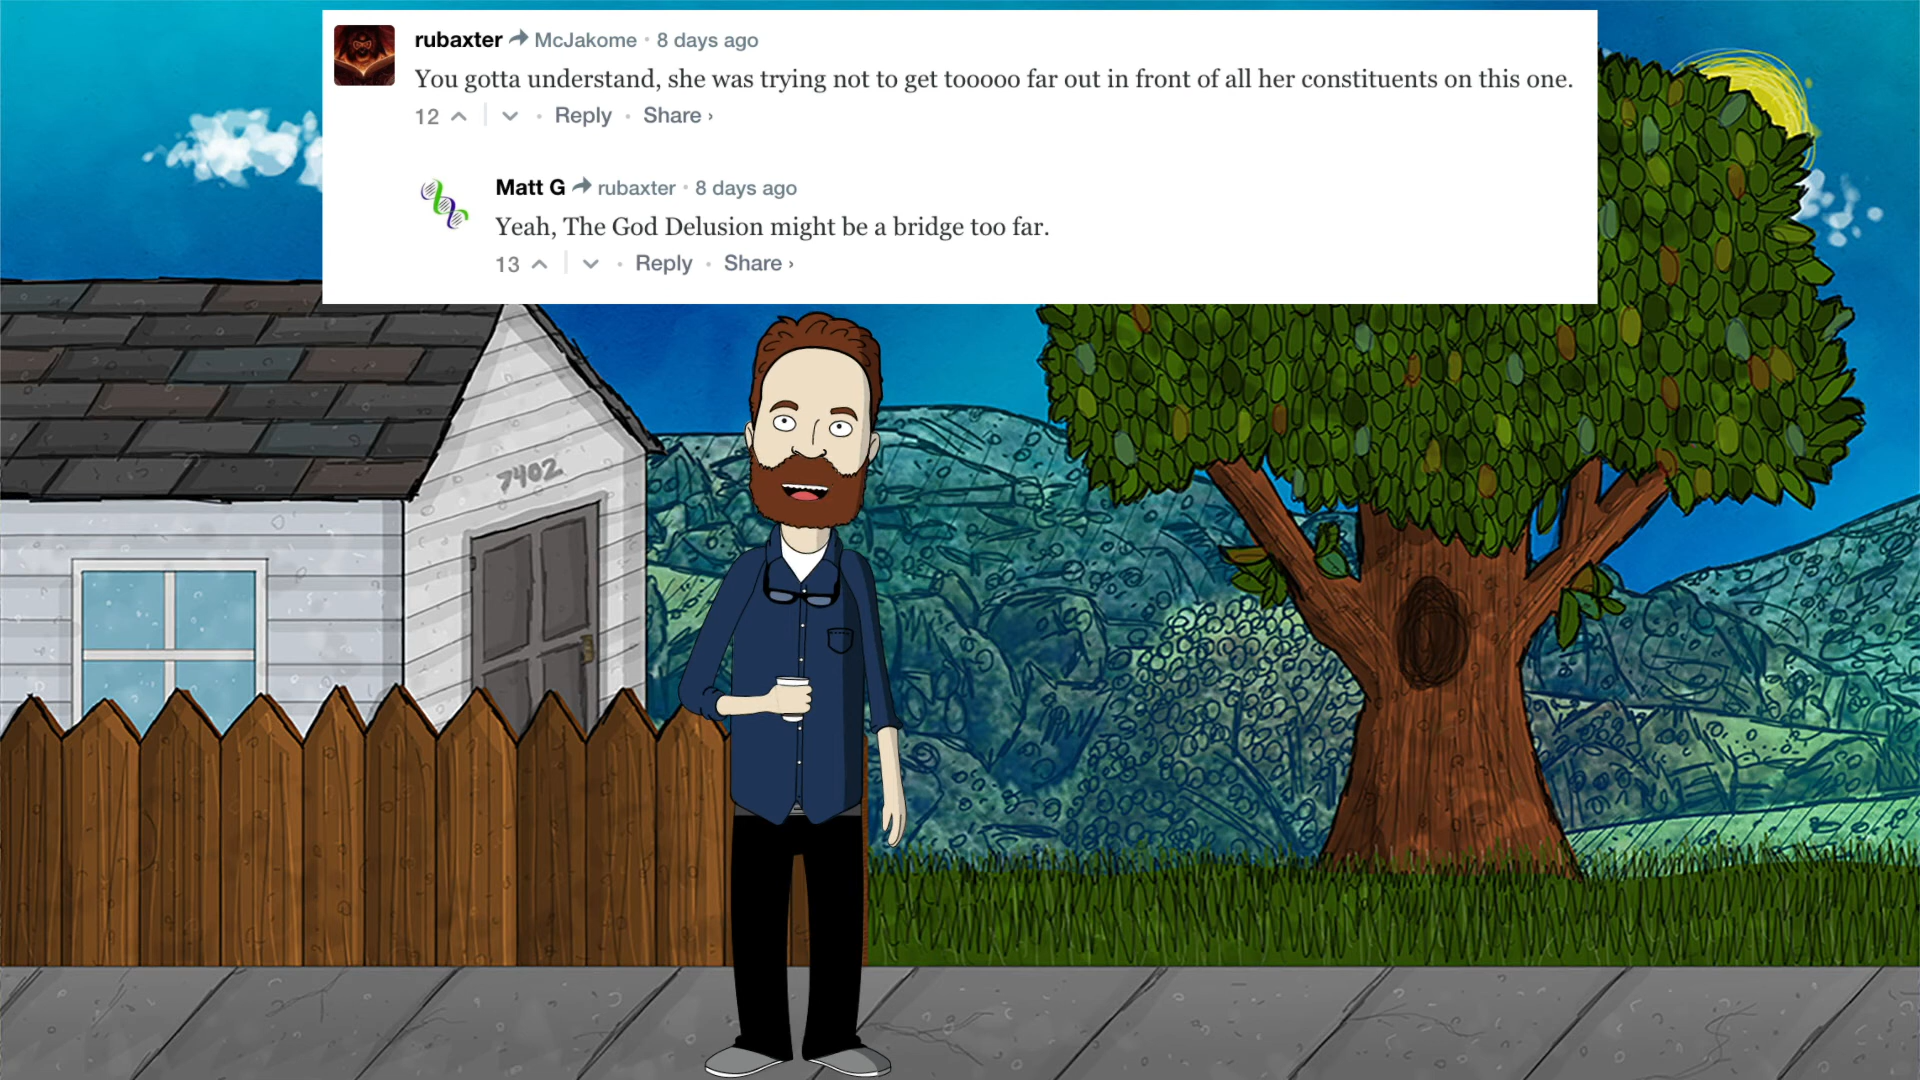 rubaxter McJakome • 8 days ago
You gotta understand, she was trying not to get tooooo far out in front of all her constituents on this one.
12 • Reply • Share ›
Matt G rubaxter • 8 days ago
Yeah, The God Delusion might be a bridge too far.
13 • Reply • Share ›
7402